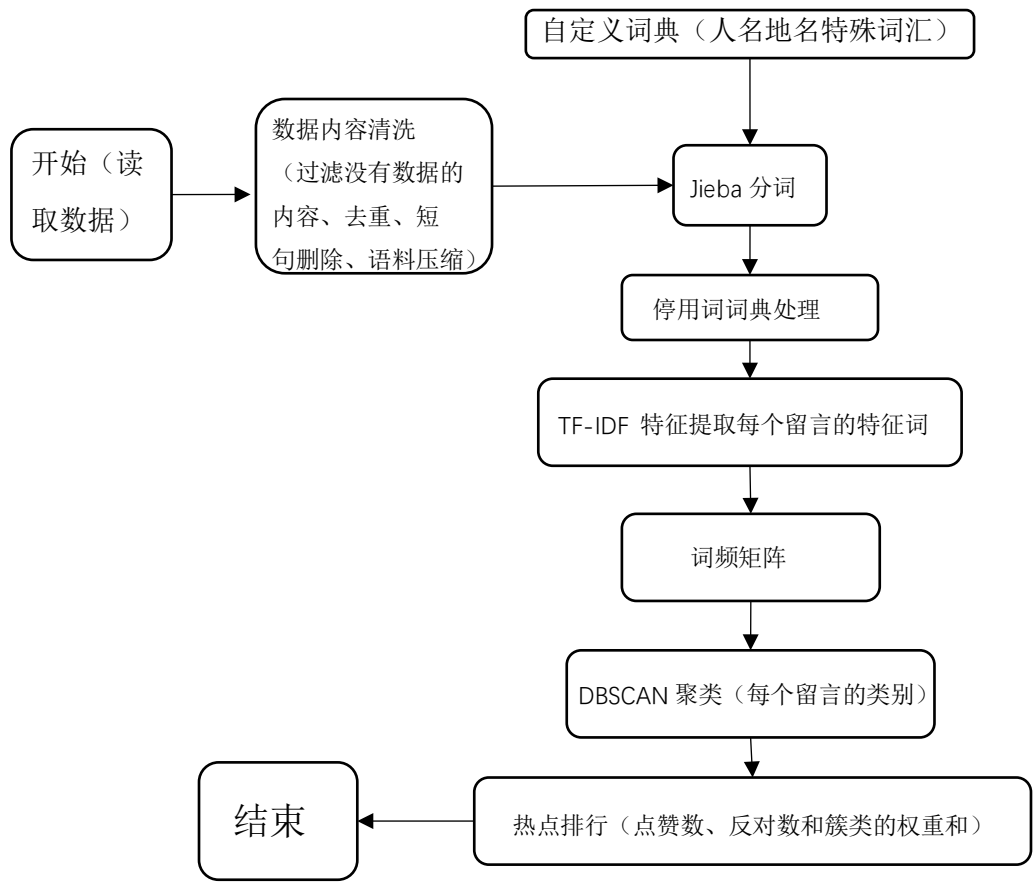 自定义词典（人名地名特殊词汇）
开始（读
取数据）
数据内容清洗
（过滤没有数据的
内容、去重、短
句删除、语料压缩）
Jieba 分词
停用词词典处理
TF-IDF 特征提取每个留言的特征词
词频矩阵
DBSCAN 聚类（每个留言的类别）
热点排行（点赞数、反对数和簇类的权重和）
结束